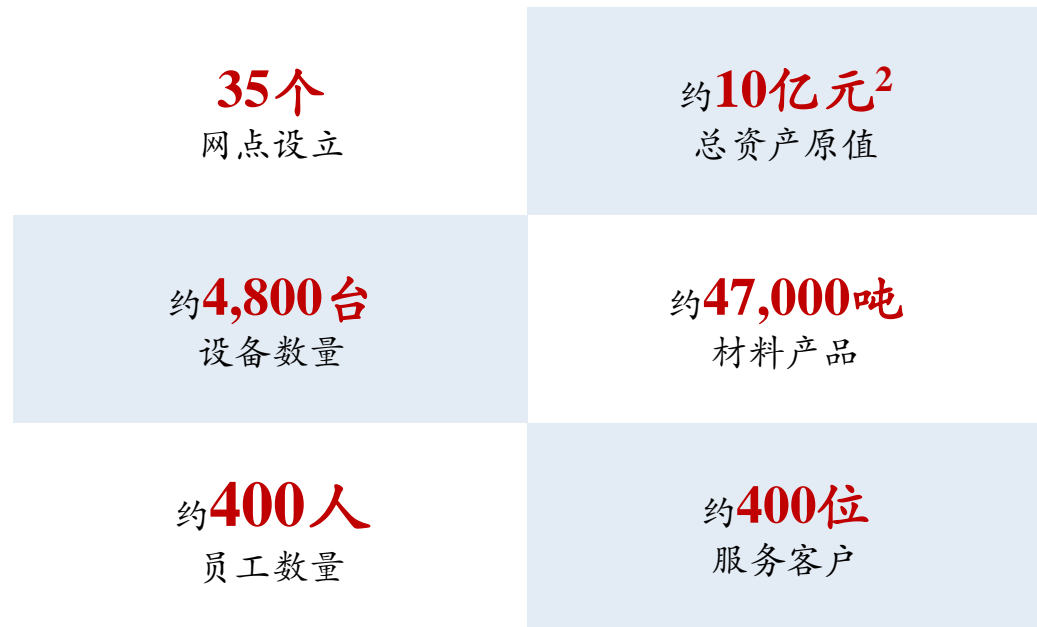 35个
网点设立
约10亿元²
总资产原值
约4,800台
设备数量
约47,000吨
材料产品
约400人
员工数量
约400位
服务客户